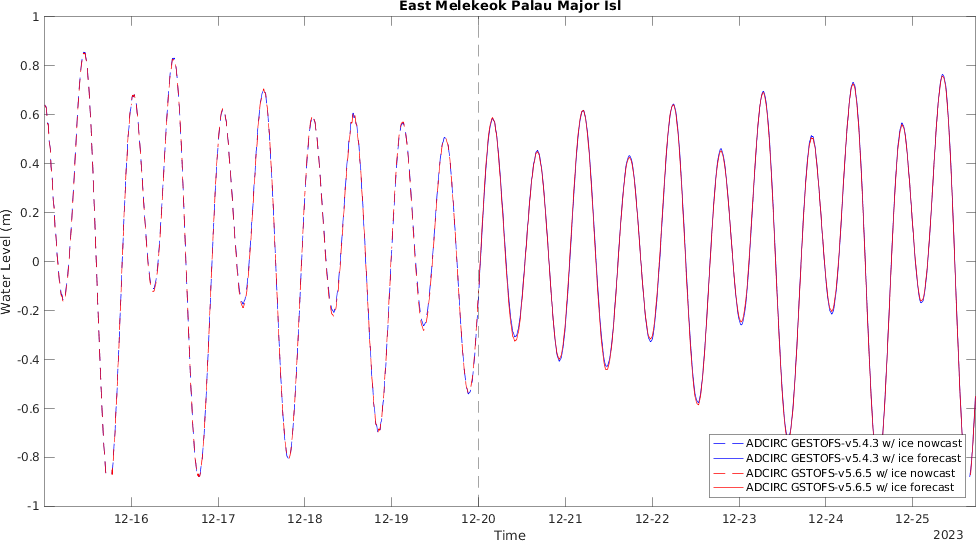 East Melekeok Palau Major Isl
1
0.8
0.6
0.4
0.2
0
-0.2
-0.4
-0.6
-0.8
-1
Water Level (m)
ADCIRC GESTOFS-v5.4.3 w/ ice nowcast
ADCIRC GESTOFS-v5.4.3 w/ ice forecast
ADCIRC GSTOFS-v5.6.5 w/ ice nowcast
ADCIRC GSTOFS-v5.6.5 w/ ice forecast
12-16 12-17 12-18 12-19 12-20 12-21 12-22 12-23 12-24 12-25
Time
2023